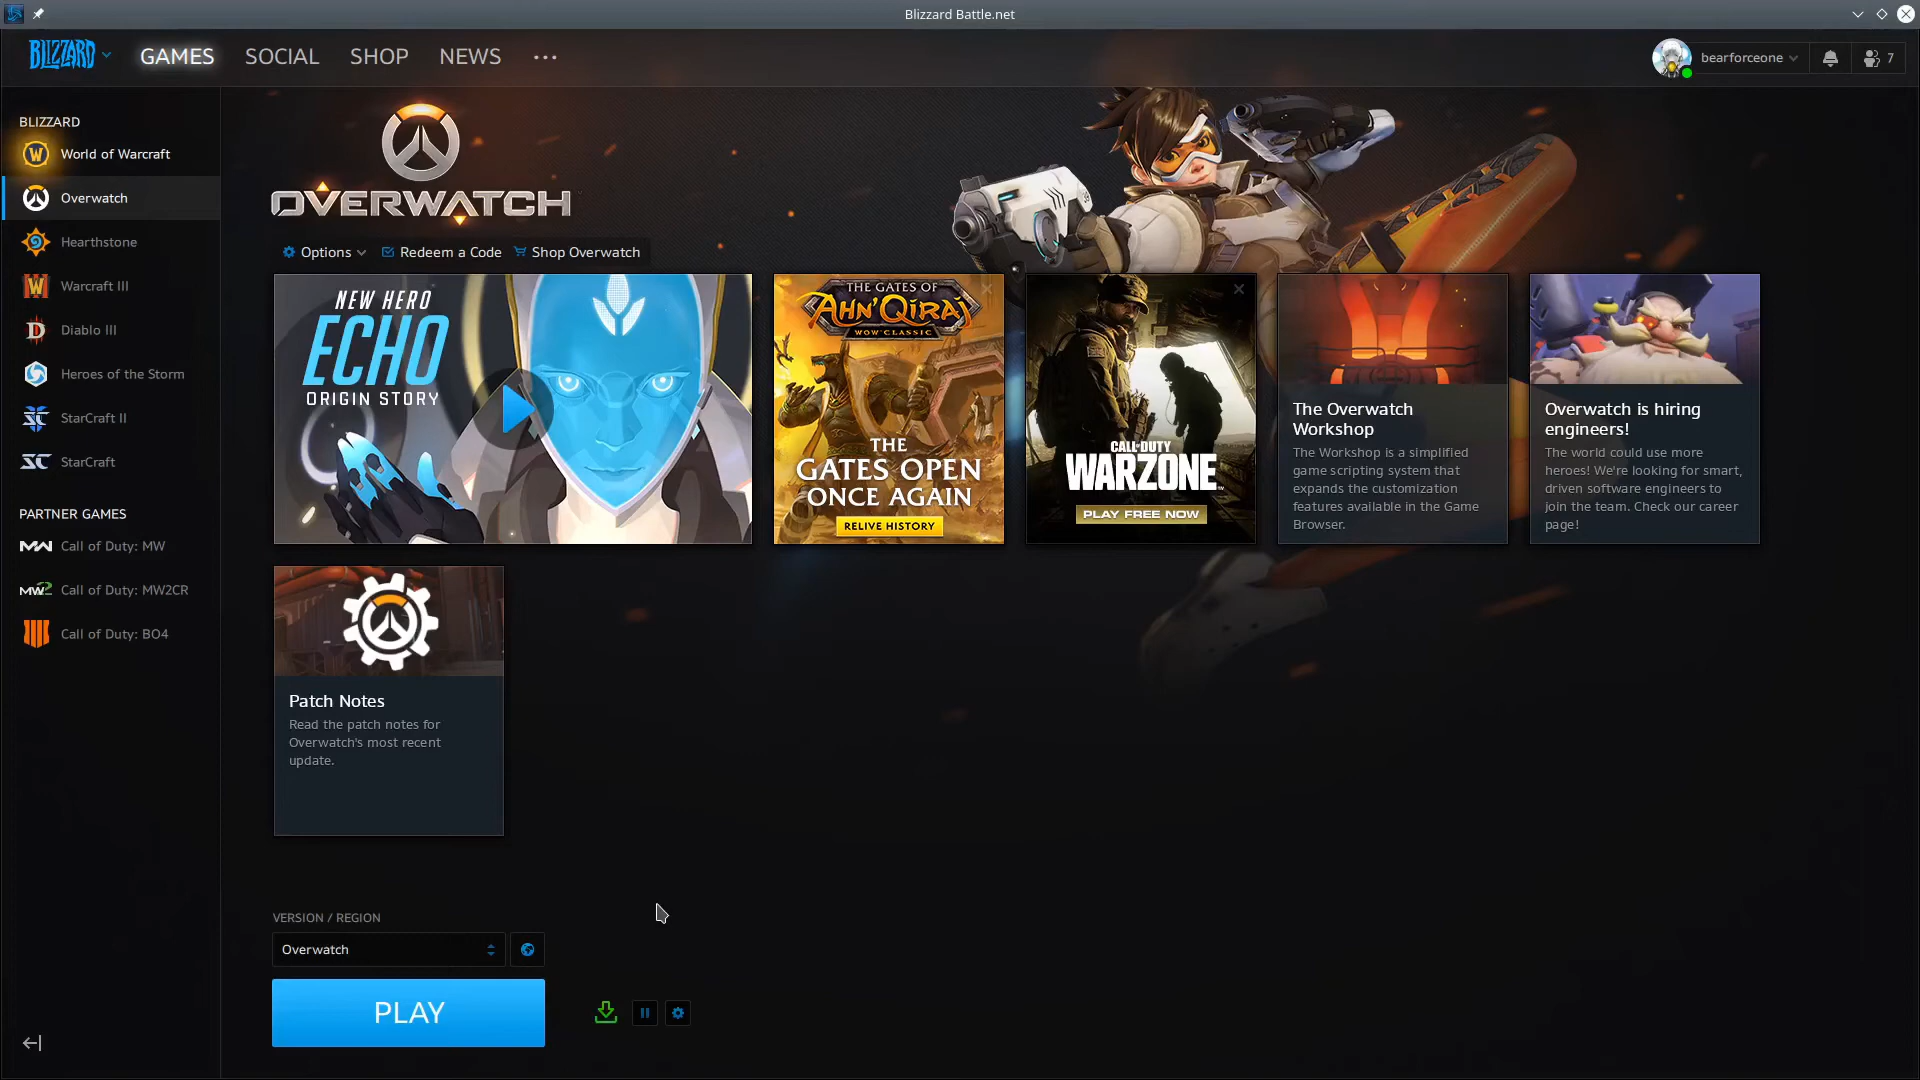 Blizzard Battle.net
BLIZZARD
GAMES
SOCIAL
SHOP
NEWS
bearforceone
7
BLIZZARD
World of Warcraft
Overwatch
Hearthstone
Warcraft III
Diablo III
Heroes of the Storm
StarCraft II
StarCraft
PARTNER GAMES
Call of Duty: MW
Call of Duty: MW2CR
Call of Duty: BO4
OVERWATCH
Options
Redeem a Code
Shop Overwatch
NEW HERO
ECHO
ORIGIN STORY
THE GATES OF
AHN'QIRAJ
WOW CLASSIC
THE
GATES OPEN
ONCE AGAIN
RELIVE HISTORY
CALL OF DUTY
WARZONE
PLAY FREE NOW
The Overwatch
Workshop
The Workshop is a simplified
game scripting system that
expands the customization
features available in the Game
Browser.
Overwatch is hiring
engineers!
The world could use more
heroes! We're looking for smart,
driven software engineers to
join the team. Check our career
page!
Patch Notes
Read the patch notes for
Overwatch's most recent
update.
VERSION / REGION
Overwatch
PLAY